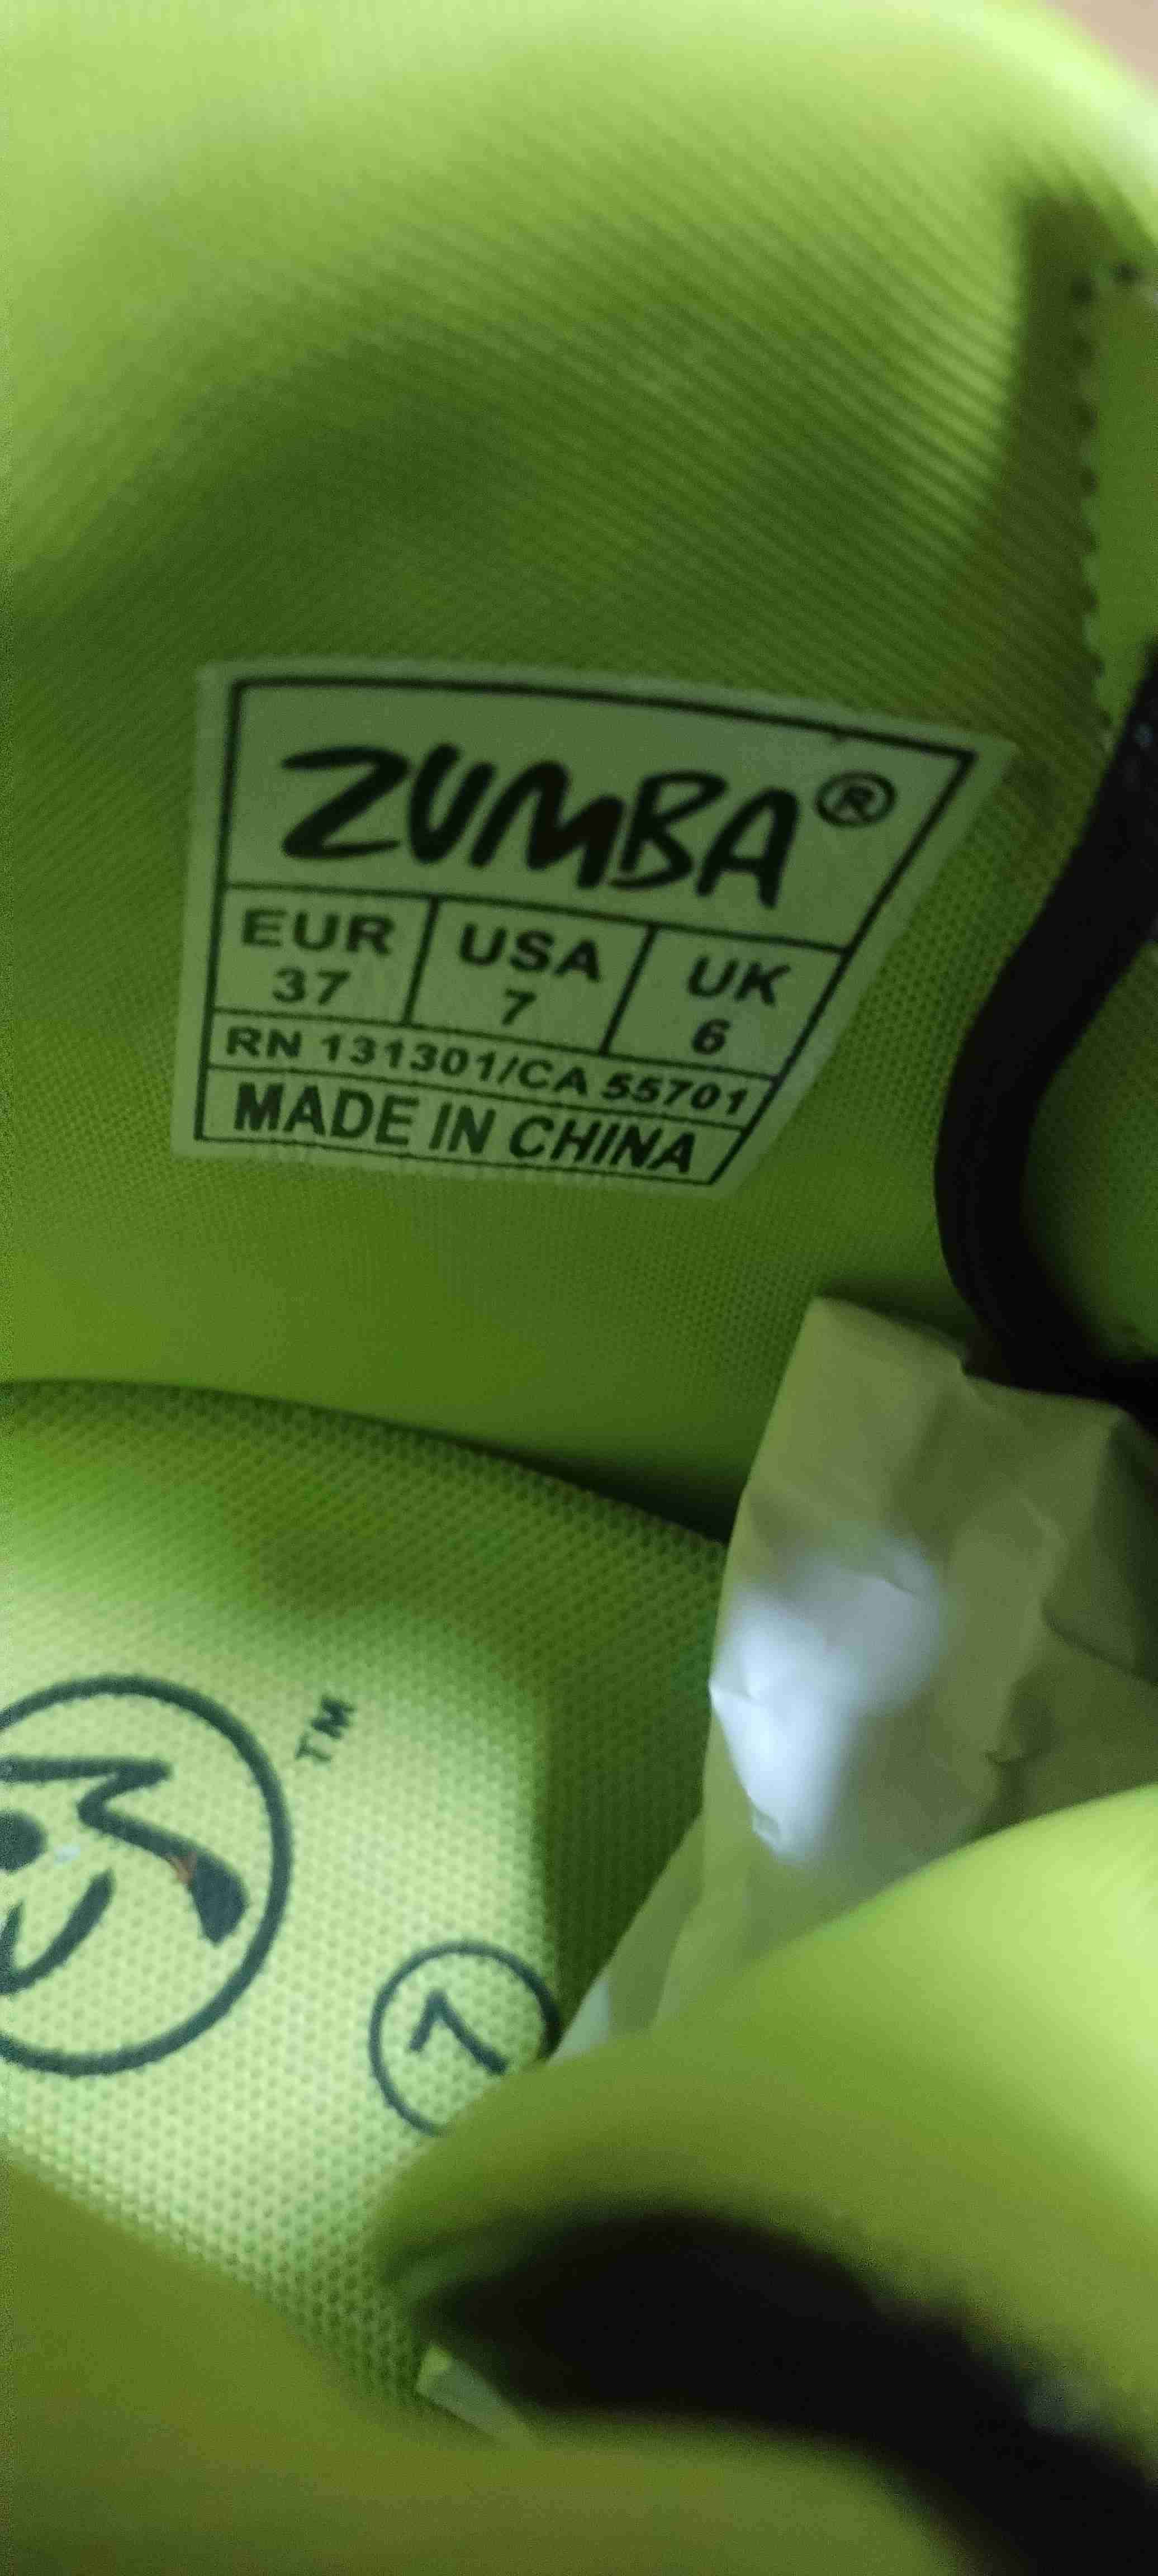 ZUMBA®
EUR USA UK
37 7 6
RN 131301/CA 55701
MADE IN CHINA
TM
7